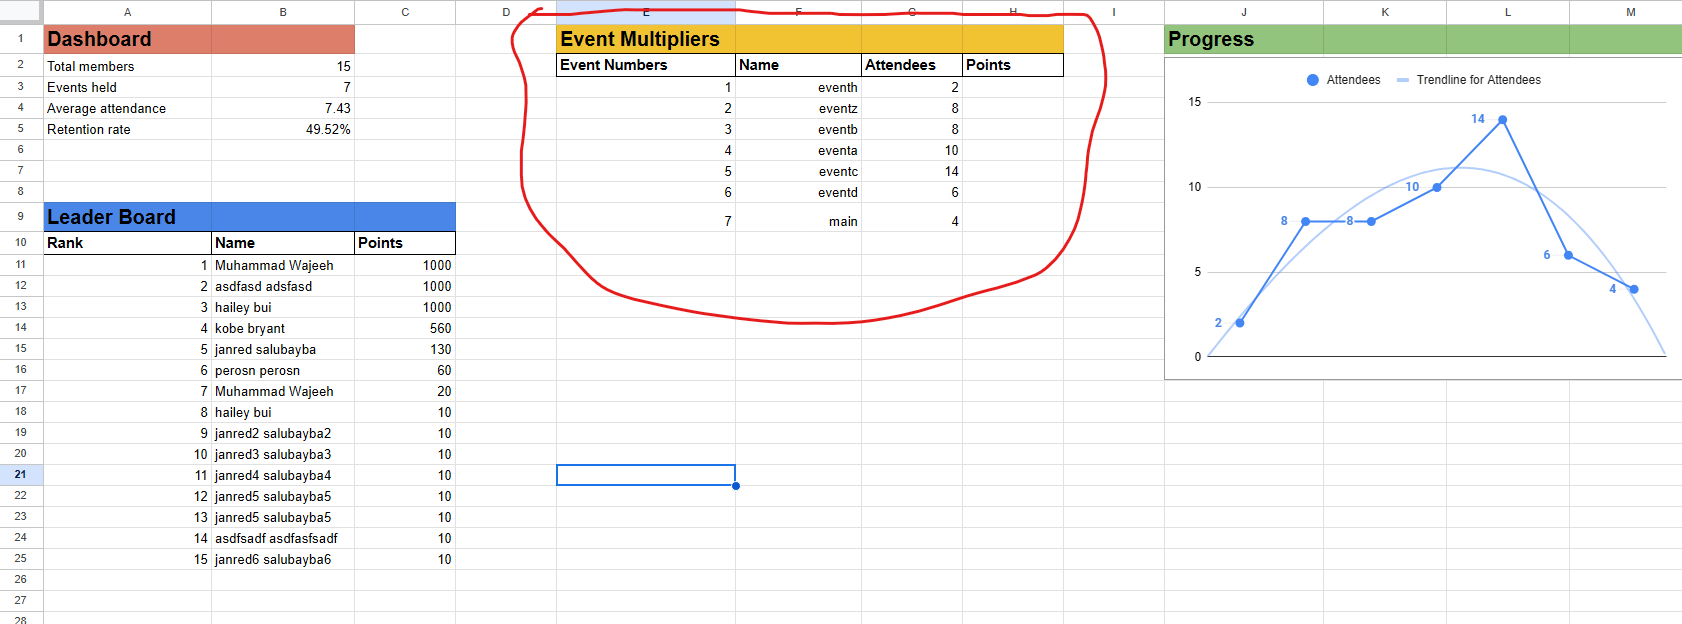 A B C D E F G H I J K L M
1 Dashboard Event Multipliers Progress
2 Total members 15 Event Numbers Name Attendees Points
3 Events held 7 1 eventh 2
4 Average attendance 7.43 2 eventz 8
5 Retention rate 49.52% 3 eventb 8
6 4 eventa 10
7 5 eventc 14
8 6 eventd 6
9 Leader Board 7 main 4
10 Rank Name Points
11 1 Muhammad Wajeeh 1000
12 2 asdfasd adsfasd 1000
13 3 hailey bui 1000
14 4 kobe bryant 560
15 5 janred salubayba 130
16 6 perosn perosn 60
17 7 Muhammad Wajeeh 20
18 8 hailey bui 10
19 9 janred2 salubayba2 10
20 10 janred3 salubayba3 10
21 11 janred4 salubayba4 10
22 12 janred5 salubayba5 10
23 13 janred5 salubayba5 10
24 14 asdfsadf asdfasfsadf 10
25 15 janred6 salubayba6 10
26
27
28
Attendees Trendline for Attendees
15
14
10 10
8 8
6
5
4
2
0